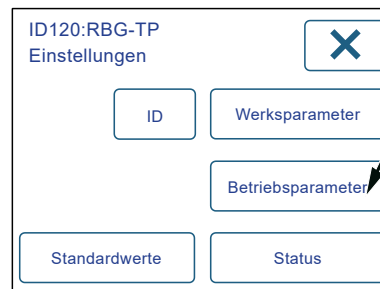 ID120:RBG-TP
Einstellungen
ID
Werksparameter
Betriebsparameter
Standardwerte
Status